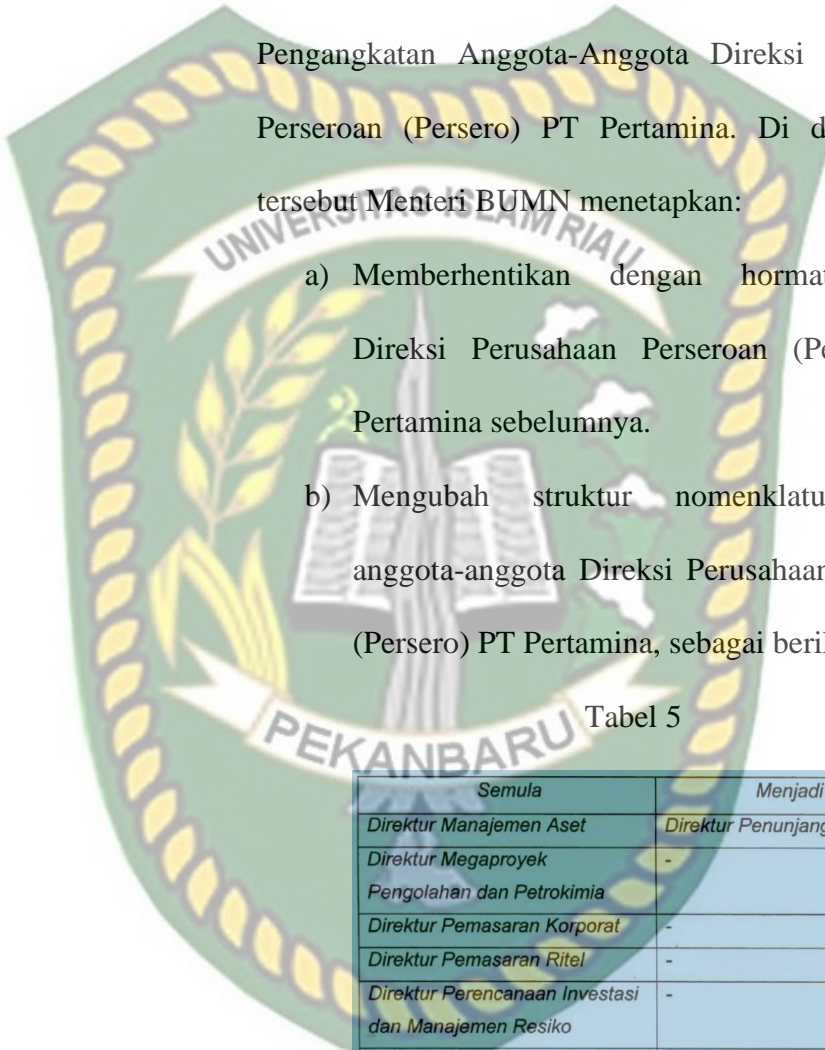 Pengangkatan Anggota-Anggota Direksi
Perseroan (Persero) PT Pertamina. Di
tersebut Menteri BUMN menetapkan:
UNIVERSITAS ISLAM RIAU
a) Memberhentikan dengan hormat
Direksi Perusahaan Perseroan
Pertamina sebelumnya.
b) Mengubah struktur
anggota-anggota Direksi Perusahaan
(Persero) PT Pertamina, sebagai
PEKANBARU
Tabel 5
Semula Menjadi
Direktur Manajemen Aset Direktur Penunjang
Direktur Megaproyek -
Pengolahan dan Petrokimia
Direktur Pemasaran Korporat -
Direktur Pemasaran Ritel -
Direktur Perencanaan Investasi -
dan Manajemen Resiko